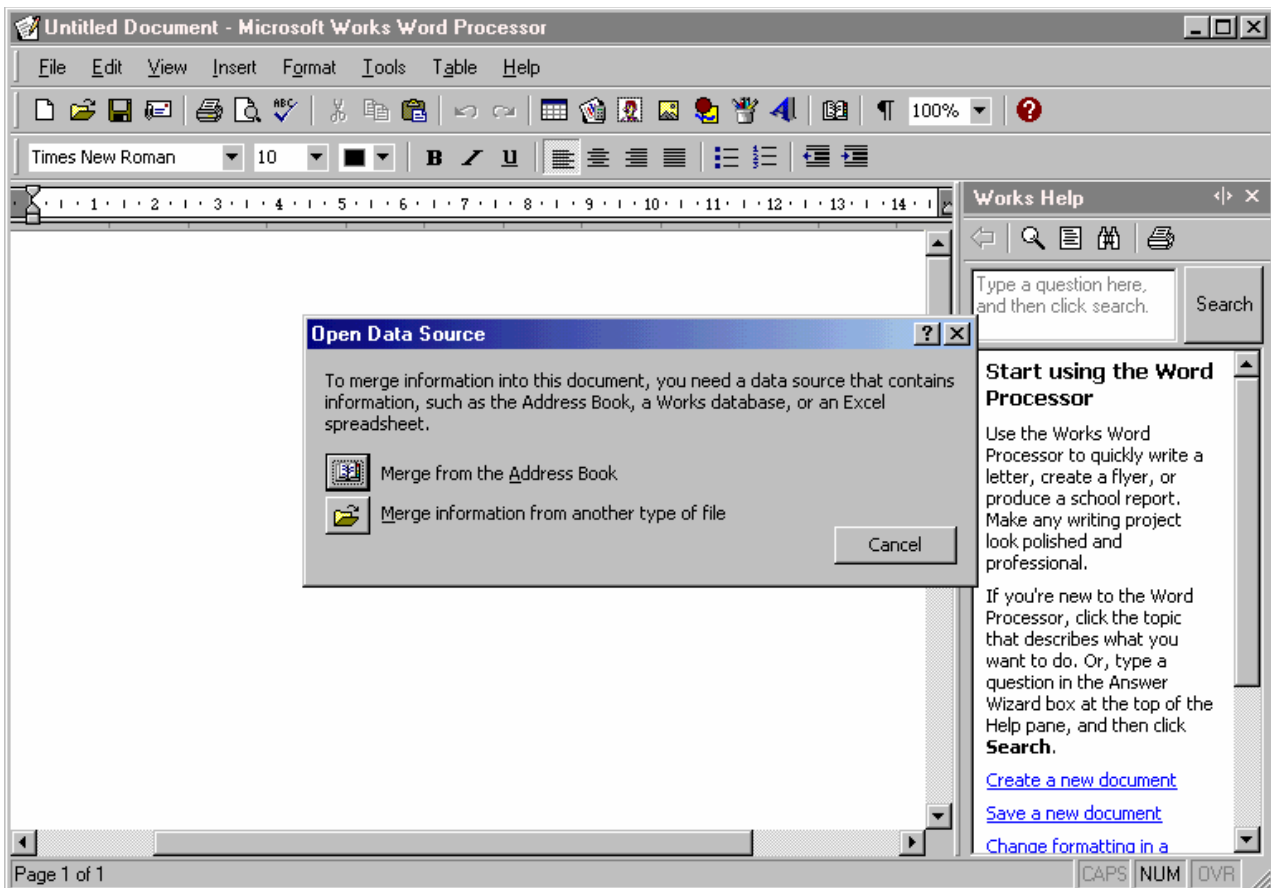 Untitled Document - Microsoft Works Word Processor
File Edit View Insert Format Tools Table Help
ABC 100% ?
Times New Roman 10 B I U
1 2 3 4 5 6 7 8 9 10 11 12 13 14
Works Help
Type a question here,
and then click search.
Search
Open Data Source
To merge information into this document, you need a data source that contains
information, such as the Address Book, a Works database, or an Excel
spreadsheet.
Merge from the Address Book
Merge information from another type of file
Cancel
Start using the Word
Processor
Use the Works Word
Processor to quickly write a
letter, create a flyer, or
produce a school report.
Make any writing project
look polished and
professional.
If you're new to the Word
Processor, click the topic
that describes what you
want to do. Or, type a
question in the Answer
Wizard box at the top of the
Help pane, and then click
Search.
Create a new document
Save a new document
Change formatting in a
Page 1 of 1
CAPS NUM OVR